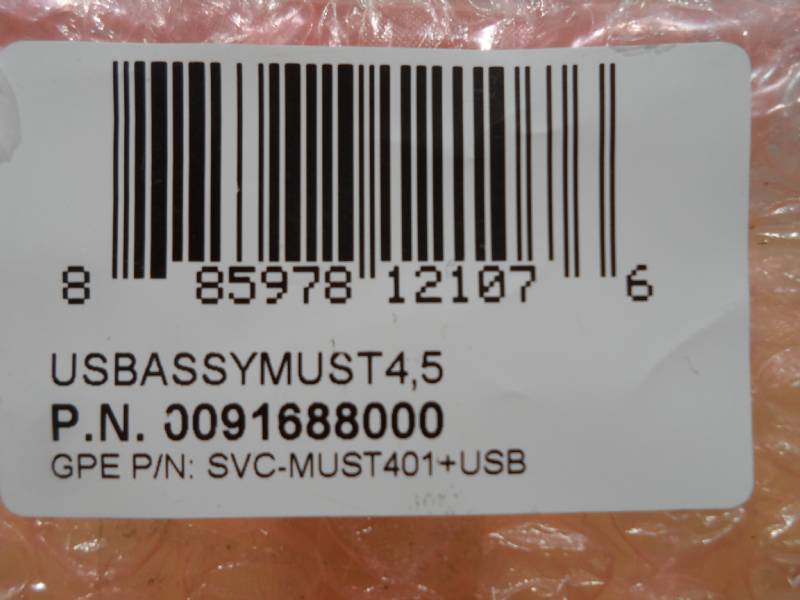 8 85978 12107 6
USBASSYMUST4,5
P.N. 0091688000
GPE P/N: SVC-MUST401+USB